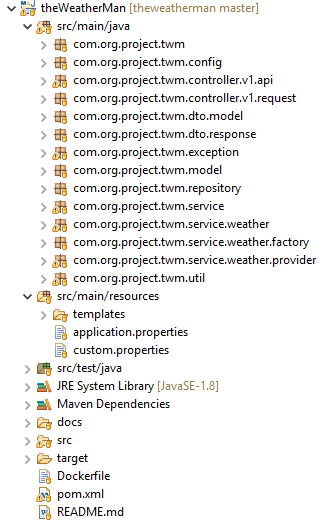 theWeatherMan [theweatherman master]
src/main/java
com.org.project.twm
com.org.project.twm.config
com.org.project.twm.controller.v1.api
com.org.project.twm.controller.v1.request
com.org.project.twm.dto.model
com.org.project.twm.dto.response
com.org.project.twm.exception
com.org.project.twm.model
com.org.project.twm.repository
com.org.project.twm.service
com.org.project.twm.service.weather
com.org.project.twm.service.weather.factory
com.org.project.twm.service.weather.provider
com.org.project.twm.util
src/main/resources
templates
application.properties
custom.properties
src/test/java
JRE System Library [JavaSE-1.8]
Maven Dependencies
docs
src
target
Dockerfile
pom.xml
README.md